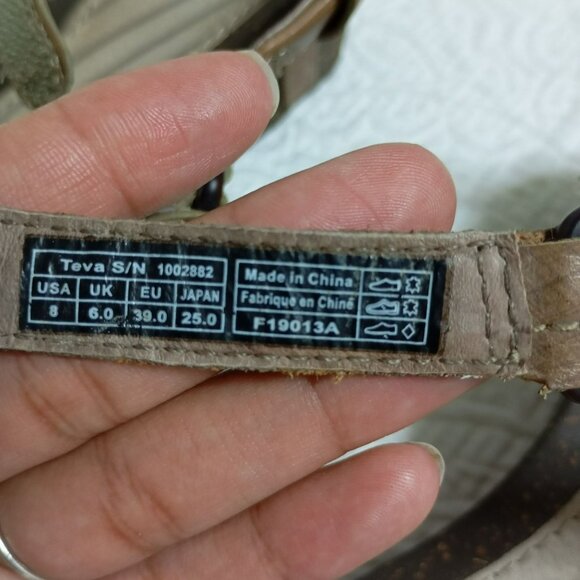 Teva S/N 1002882
USA UK EU JAPAN
8 6.0 39.0 25.0
Made in China
Fabriqué en Chine
F19013A